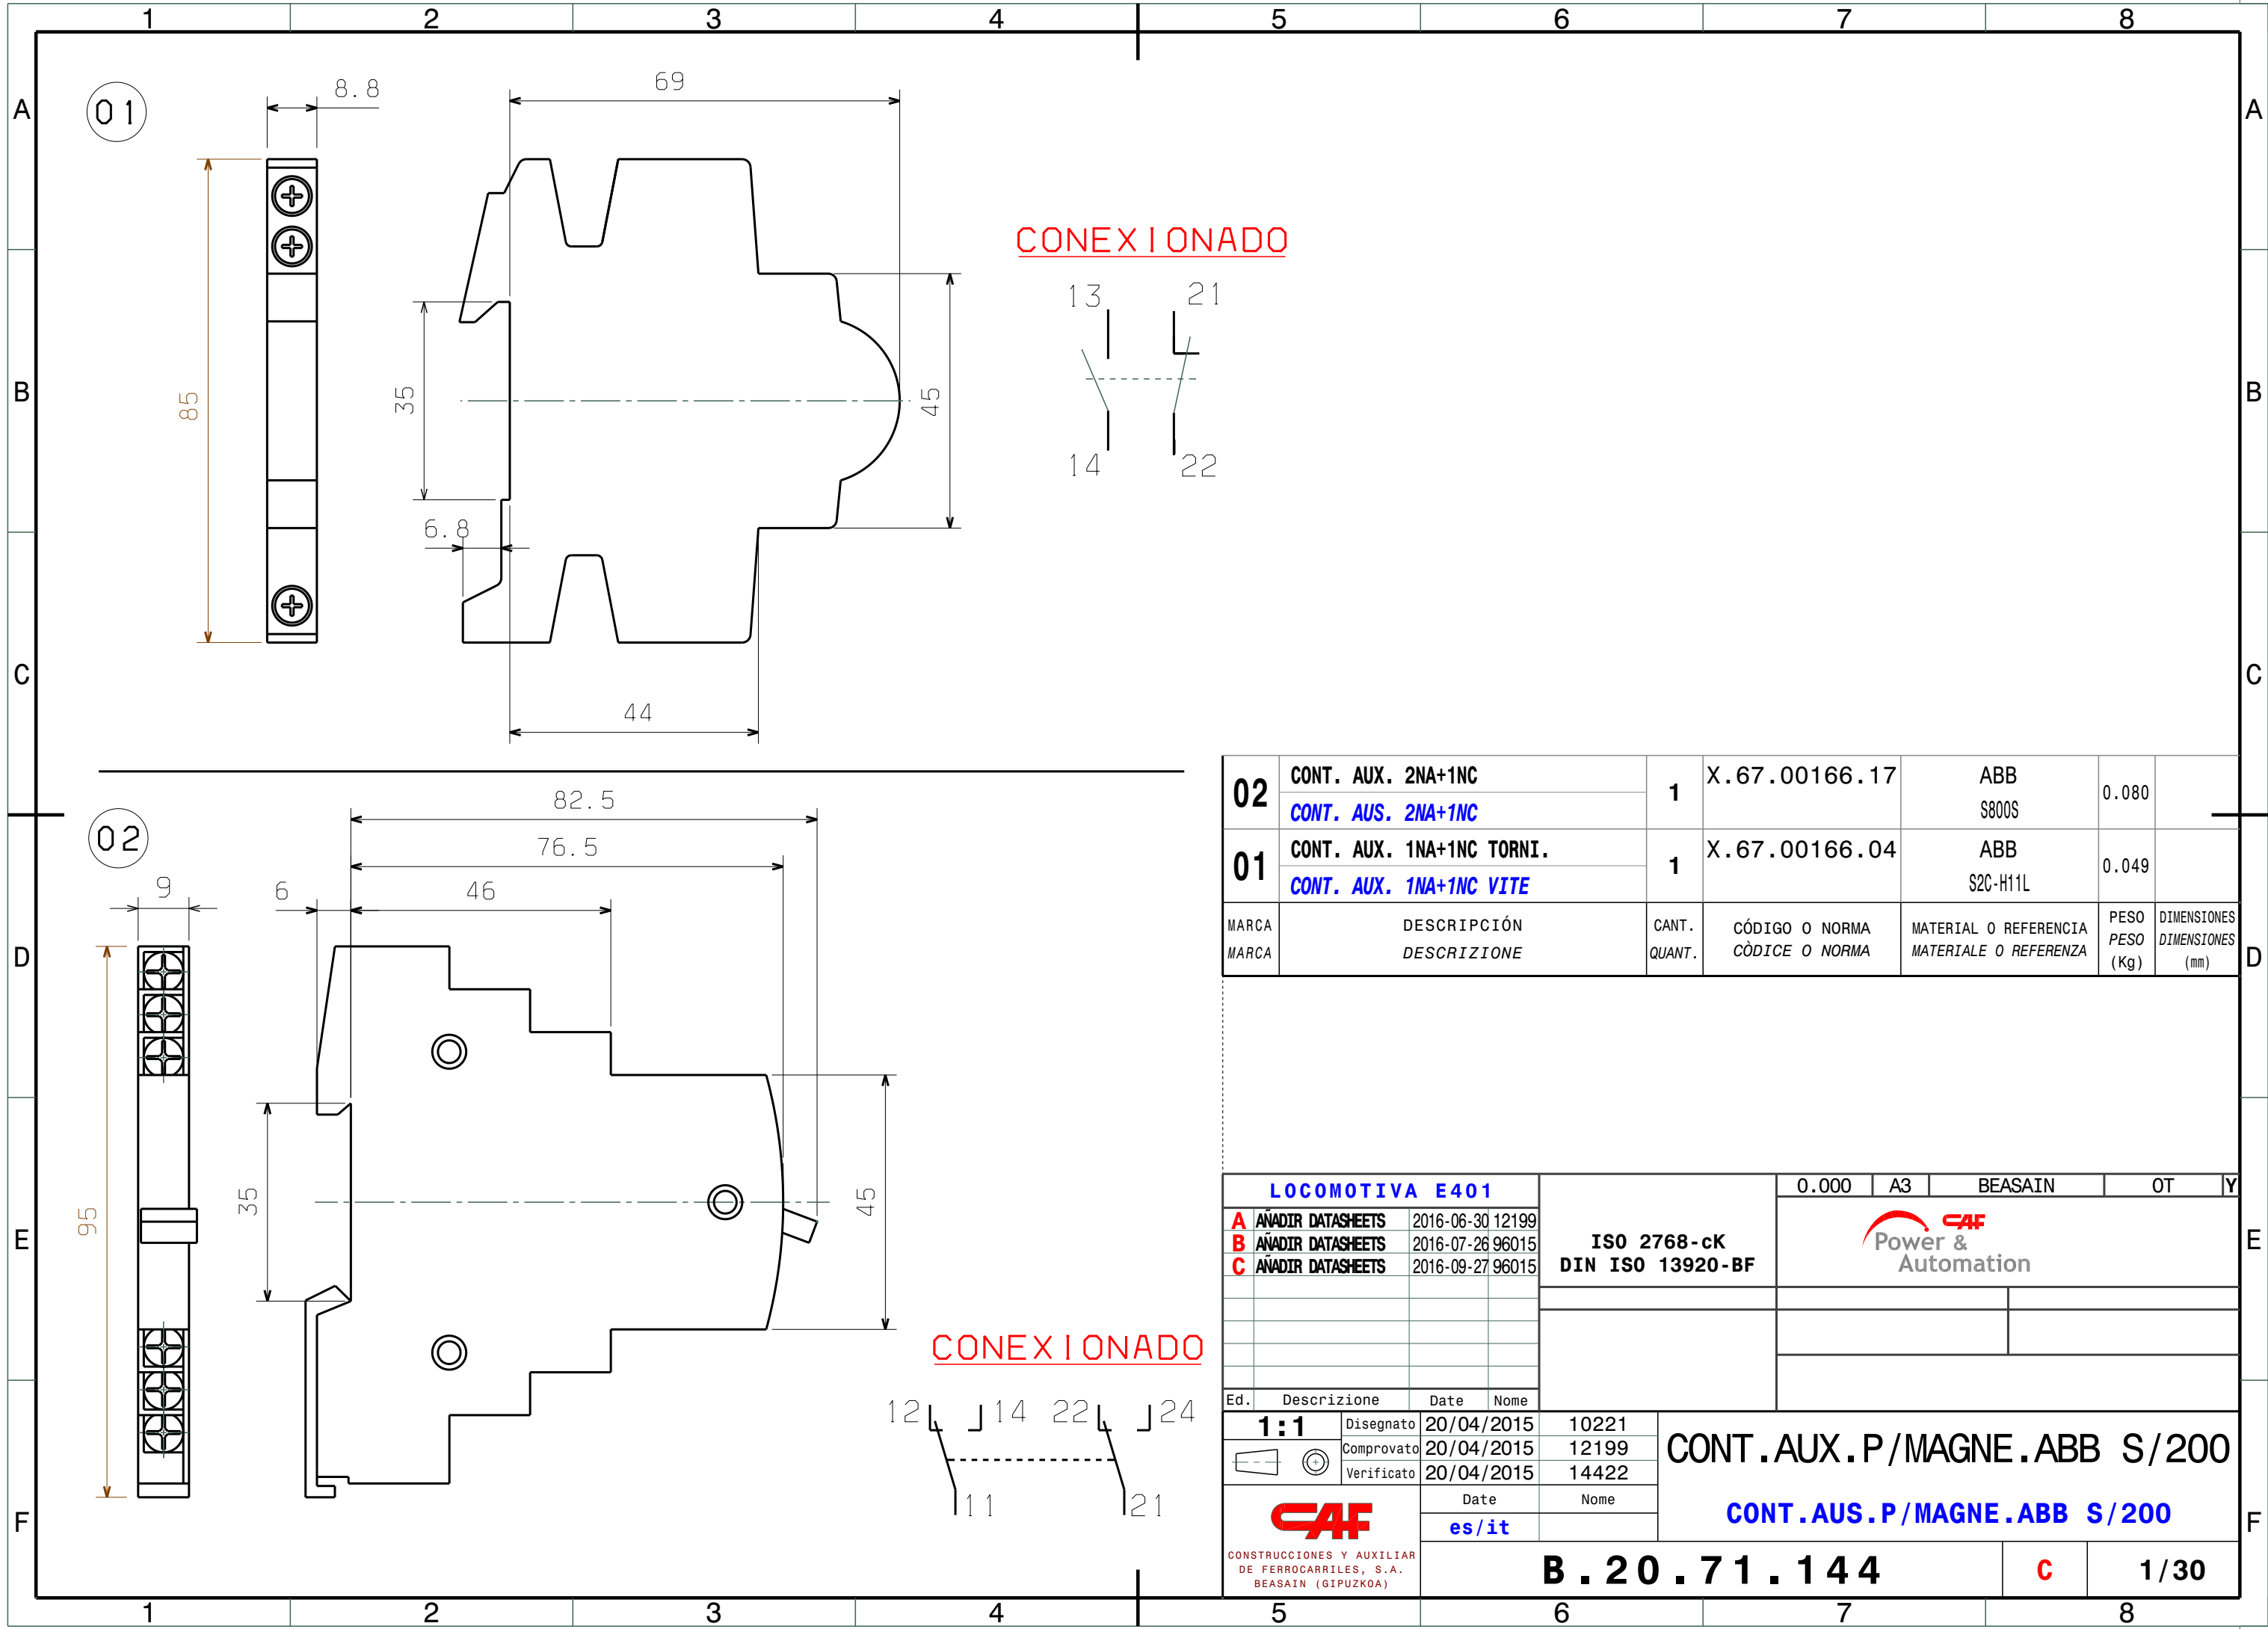 1 2 3 4 5 6 7 8
A
B
C
D
E
F
A
B
C
D
E
F
01
8.8
69
85
35
45
6.8
44
CONEXIONADO
13 21
14 22
02
82.5
76.5
9
6
46
95
35
45
CONEXIONADO
12 14 22 24
11 21
02 CONT. AUX. 2NA+1NC 1 X.67.00166.17 ABB 0.080
CONT. AUS. 2NA+1NC S800S
01 CONT. AUX. 1NA+1NC TORNI. 1 X.67.00166.04 ABB 0.049
CONT. AUX. 1NA+1NC VITE S2C-H11L
MARCA DESCRIPCIÓN CANT. CÓDIGO O NORMA MATERIAL O REFERENCIA PESO DIMENSIONES
MARCA DESCRIZIONE QUANT. CÒDICE O NORMA MATERIALE O REFERENZA PESO DIMENSIONES
(Kg) (mm)
LOCOMOTIVA E401
A AÑADIR DATASHEETS 2016-06-30 12199
B AÑADIR DATASHEETS 2016-07-26 96015
C AÑADIR DATASHEETS 2016-09-27 96015
Ed. Descrizione Date Nome
ISO 2768-cK
DIN ISO 13920-BF
0.000 A3 BEASAIN OT Y
CAF
Power &
Automation
1:1
Disegnato 20/04/2015 10221
Comprovato 20/04/2015 12199
Verificato 20/04/2015 14422
Date Nome
es/it
CONT.AUX.P/MAGNE.ABB S/200
CONT.AUS.P/MAGNE.ABB S/200
CAF
CONSTRUCCIONES Y AUXILIAR
DE FERROCARRILES, S.A.
BEASAIN (GIPUZKOA)
B.20.71.144 C 1/30
1 2 3 4 5 6 7 8